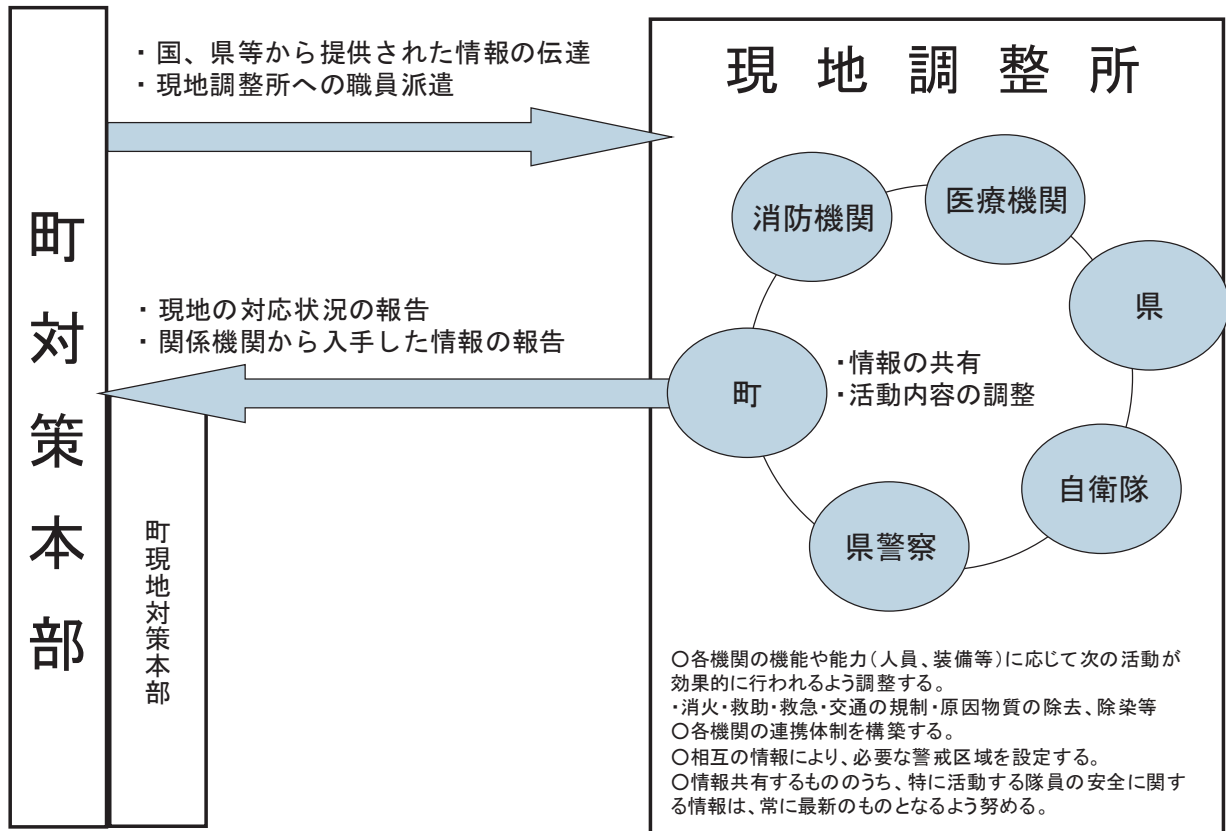 ・国、県等から提供された情報の伝達
・現地調整所への職員派遣
町対策本部
・現地の対応状況の報告
・関係機関から入手した情報の報告
町現地対策本部
現地調整所
消防機関
医療機関
県
町
・情報の共有
・活動内容の調整
自衛隊
県警察
○各機関の機能や能力（人員、装備等）に応じて次の活動が
効果的に行われるよう調整する。
・消火・救助・救急・交通の規制・原因物質の除去、除染等
○各機関の連携体制を構築する。
○相互の情報により、必要な警戒区域を設定する。
○情報共有するもののうち、特に活動する隊員の安全に関す
る情報は、常に最新のものとなるよう努める。